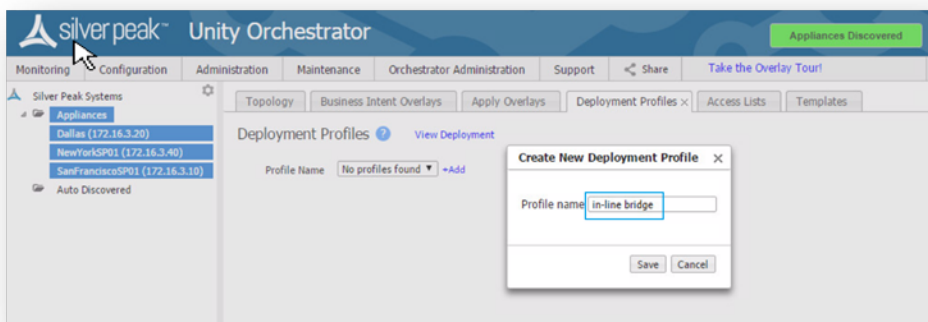 silver peak™ Unity Orchestrator
Appliances Discovered
Monitoring Configuration Administration Maintenance Orchestrator Administration Support Share Take the Overlay Tour!
Silver Peak Systems
Appliances
Dallas (172.16.3.20)
NewYorkSP01 (172.16.3.40)
SanFranciscoSP01 (172.16.3.10)
Auto Discovered
Topology Business Intent Overlays Apply Overlays Deployment Profiles × Access Lists Templates
Deployment Profiles ? View Deployment
Profile Name No profiles found ▼ +Add
Create New Deployment Profile ×
Profile name in-line bridge
Save Cancel